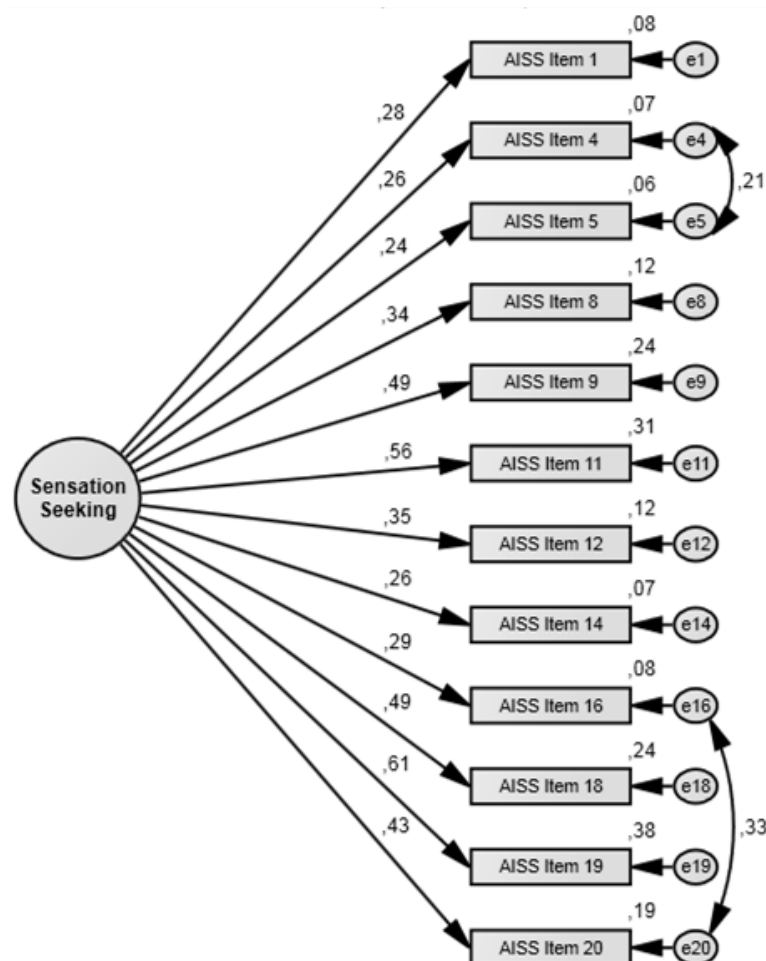 ,08
AISS Item 1
e1
,28
,07
AISS Item 4
e4
,26
,21
,06
AISS Item 5
e5
,24
,12
AISS Item 8
e8
,34
,24
AISS Item 9
e9
,49
,31
AISS Item 11
e11
,56
Sensation
Seeking
,12
AISS Item 12
e12
,35
,07
AISS Item 14
e14
,26
,08
AISS Item 16
e16
,29
,24
AISS Item 18
e18
,49
,33
,38
AISS Item 19
e19
,61
,19
AISS Item 20
e20
,43